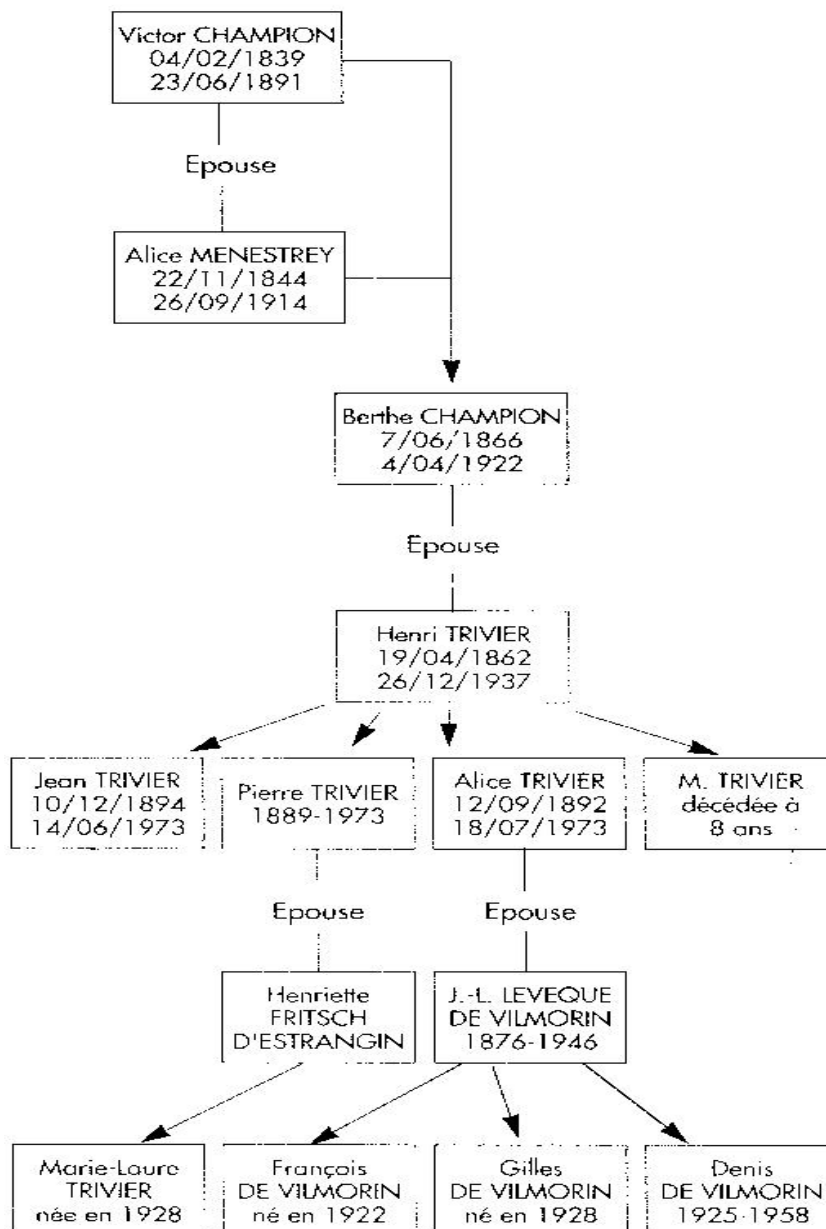 Victor CHAMPION
04/02/1839
23/06/1891
Epouse
Alice MENESTREY
22/11/1844
26/09/1914
Berthe CHAMPION
7/06/1866
4/04/1922
Epouse
Henri TRIVIER
19/04/1862
26/12/1937
Jean TRIVIER
10/12/1894
14/06/1973
Pierre TRIVIER
1889-1973
Alice TRIVIER
12/09/1892
18/07/1973
M. TRIVIER
décédée à
8 ans
Epouse
Epouse
Henriette
FRITSCH
D'ESTRANGIN
J.-L. LEVEQUE
DE VILMORIN
1876-1946
Marie-Laure
TRIVIER
née en 1928
François
DE VILMORIN
né en 1922
Gilles
DE VILMORIN
né en 1928
Denis
DE VILMORIN
1925-1958